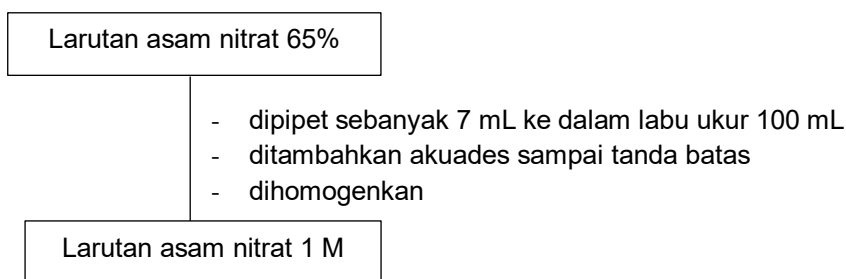 Larutan asam nitrat 65%
- dipipet sebanyak 7 mL ke dalam labu ukur 100 mL
- ditambahkan akuades sampai tanda batas
- dihomogenkan
Larutan asam nitrat 1 M